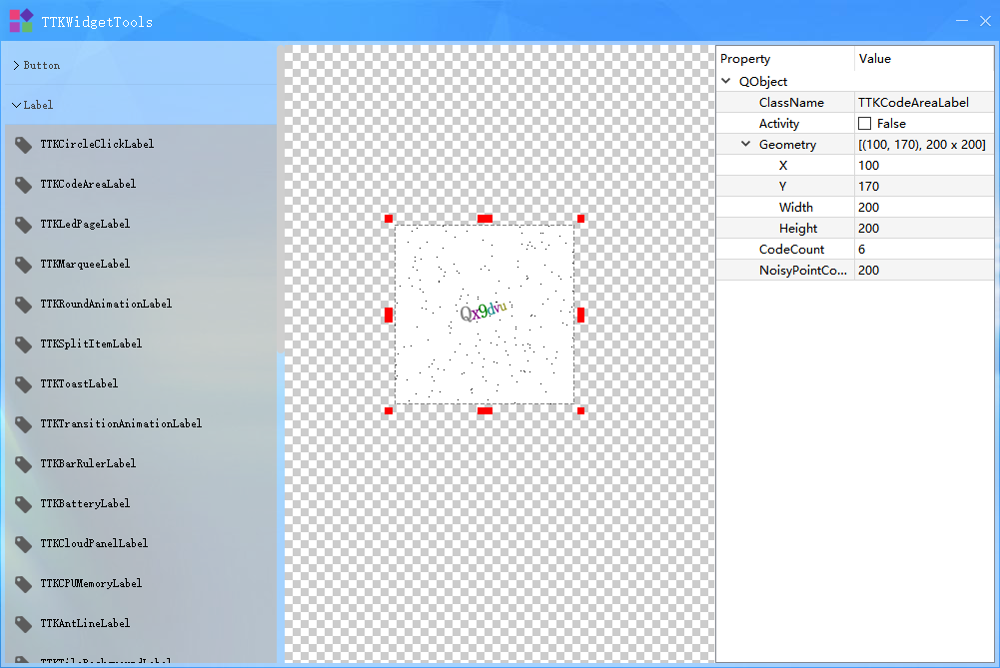 TTKWidgetTools
Button
Label
TTKCircleClickLabel
TTKCodeAreaLabel
TTKLedPageLabel
TTKMarqueeLabel
TTKRoundAnimationLabel
TTKSplitItemLabel
TTKToastLabel
TTKTransitionAnimationLabel
TTKBarRulerLabel
TTKBatteryLabel
TTKCloudPanelLabel
TTKCPUMemoryLabel
TTKAntLineLabel
TTKTileBackgroundLabel
Qx9dvu
Property Value
QObject
ClassName TTKCodeAreaLabel
Activity False
Geometry [(100, 170), 200 x 200]
X 100
Y 170
Width 200
Height 200
CodeCount 6
NoisyPointCo... 200